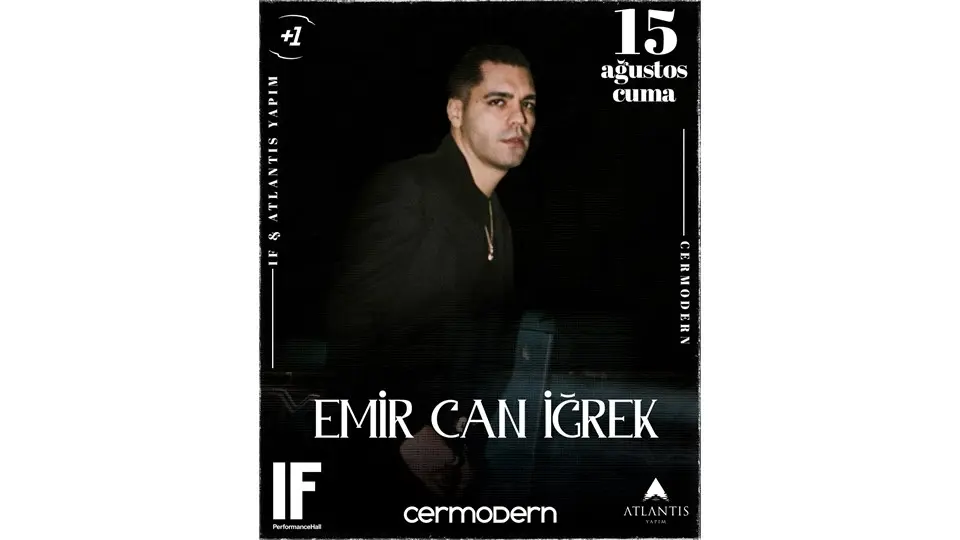 +1
15
ağustos
cuma
IF & ATLANTIS YAPIM
CERMODERN
EMİR CAN İĞREK
IF
PerformanceHall
cermodern
ATLANTIS
YAPIM